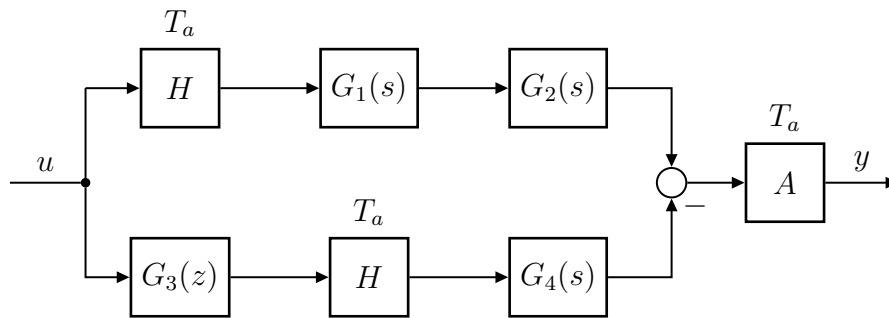 T_a
H
G_1(s)
G_2(s)
u
T_a
A
y
−
T_a
G_3(z)
H
G_4(s)